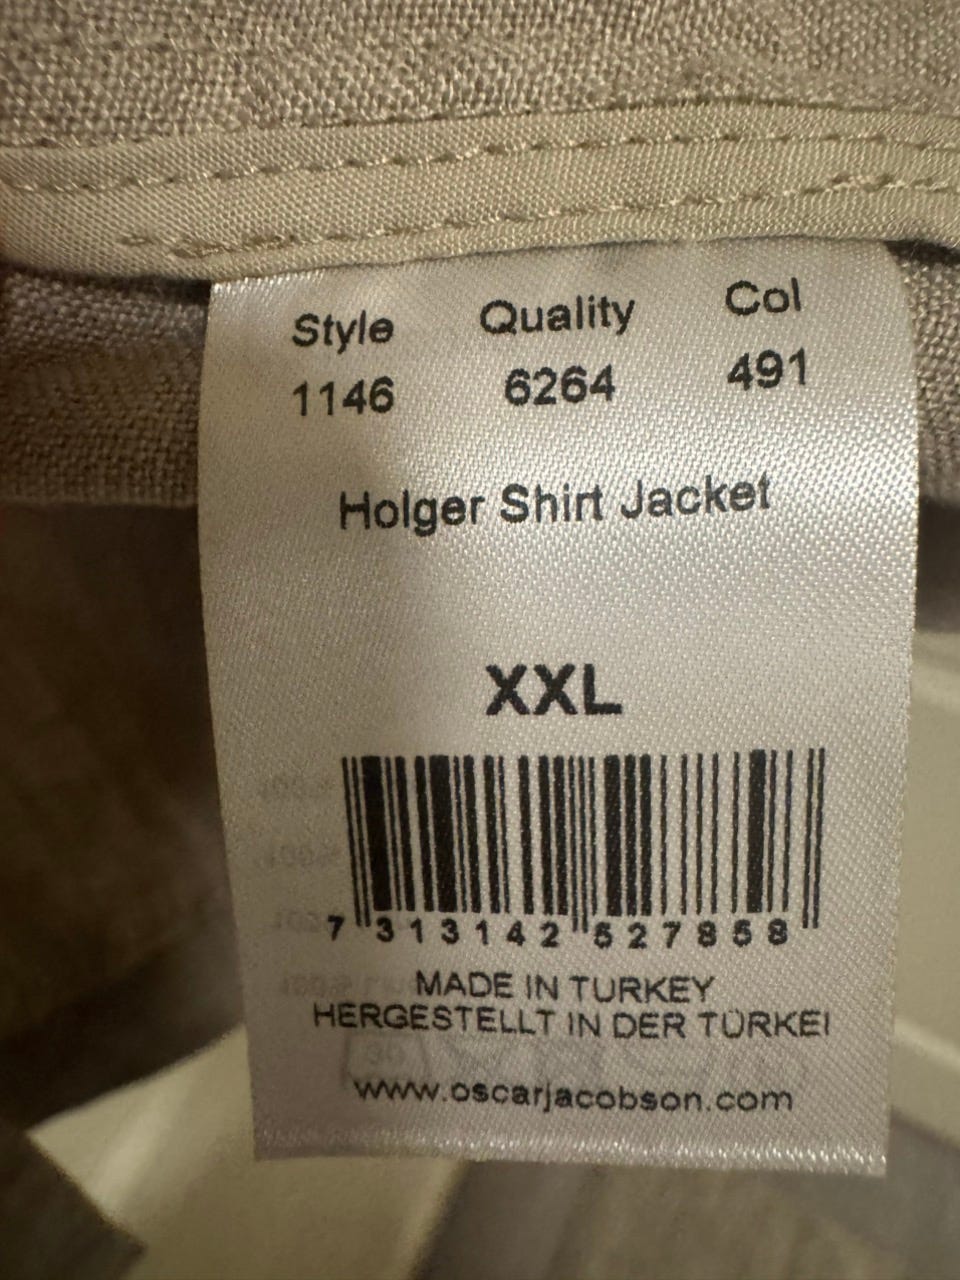 Style Quality Col
1146 6264 491
Holger Shirt Jacket
XXL
7 313142 527858
MADE IN TURKEY
HERGESTELLT IN DER TÜRKEI
www.oscarjacobson.com